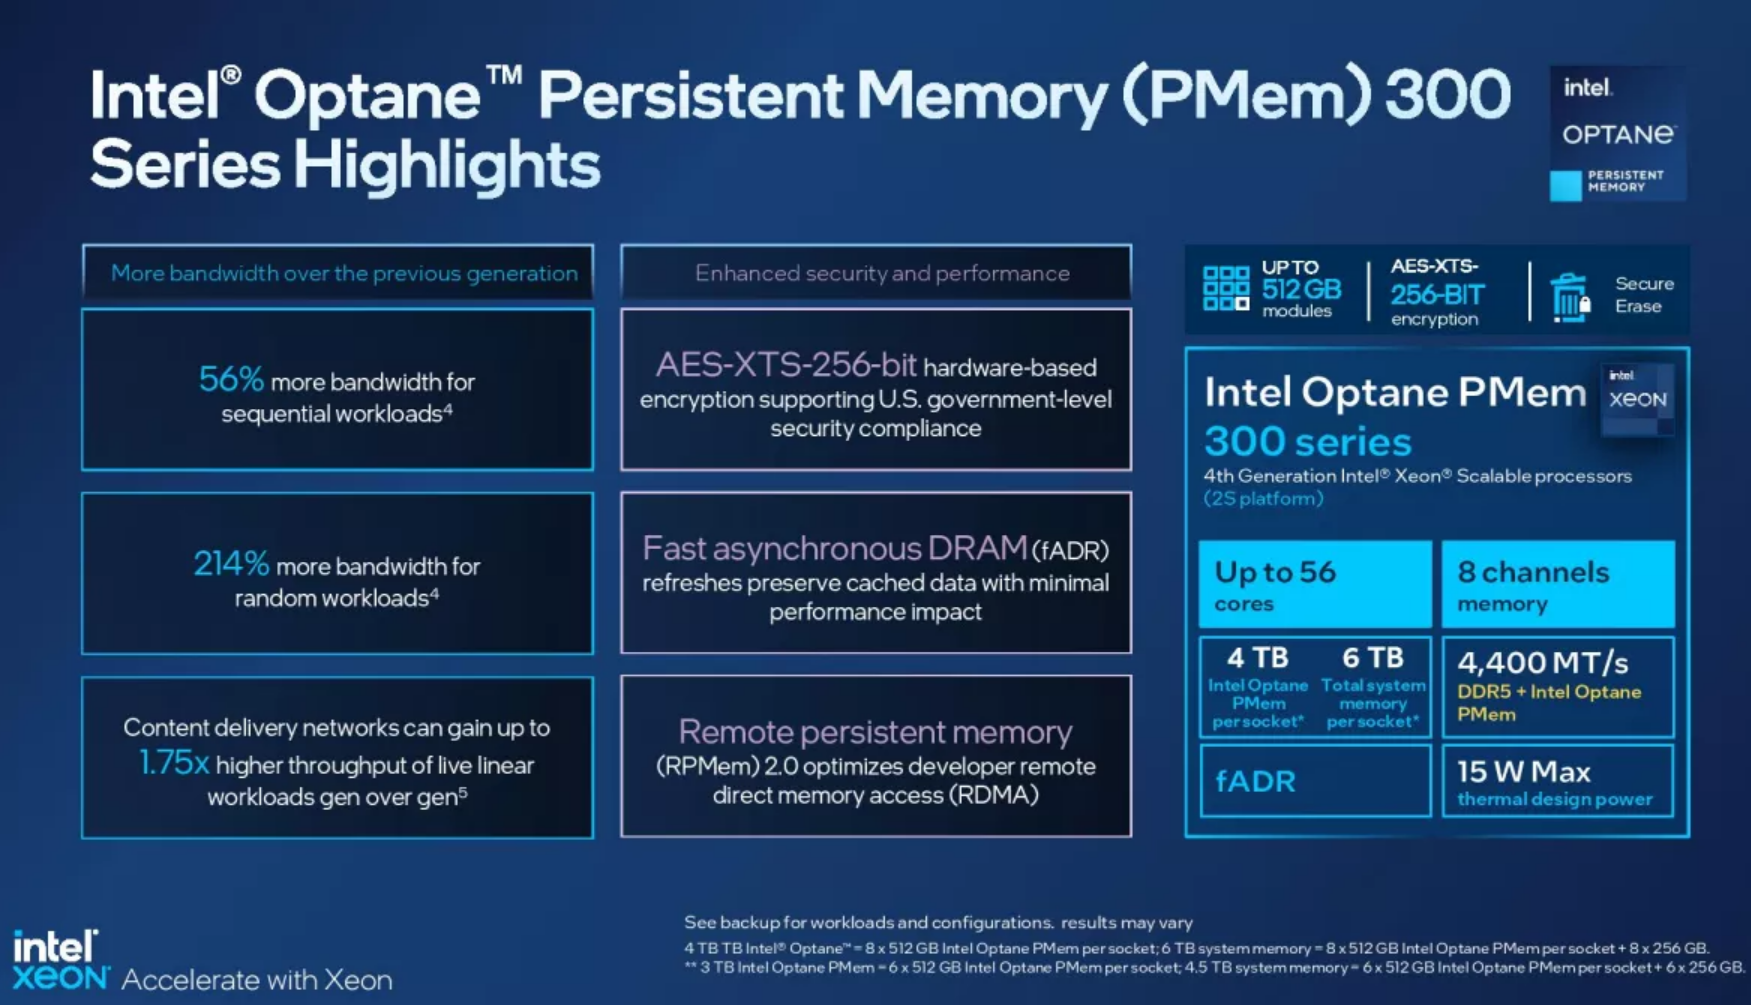 Intel® Optane™ Persistent Memory (PMem) 300
Series Highlights
intel.
OPTANe™
PERSISTENT
MEMORY
More bandwidth over the previous generation
56% more bandwidth for
sequential workloads⁴
214% more bandwidth for
random workloads⁴
Content delivery networks can gain up to
1.75x higher throughput of live linear
workloads gen over gen⁵
Enhanced security and performance
AES-XTS-256-bit hardware-based
encryption supporting U.S. government-level
security compliance
Fast asynchronous DRAM (fADR)
refreshes preserve cached data with minimal
performance impact
Remote persistent memory
(RPMem) 2.0 optimizes developer remote
direct memory access (RDMA)
UP TO
512 GB
modules
AES-XTS-
256-BIT
encryption
Secure
Erase
Intel Optane PMem
300 series
intel
XeON
4th Generation Intel® Xeon® Scalable processors
(2S platform)
Up to 56
cores
8 channels
memory
4 TB
Intel Optane
PMem
per socket*
6 TB
Total system
memory
per socket*
4,400 MT/s
DDR5 + Intel Optane
PMem
fADR
15 W Max
thermal design power
See backup for workloads and configurations. results may vary
4 TB TB Intel® Optane™ = 8 x 512 GB Intel Optane PMem per socket; 6 TB system memory = 8 x 512 GB Intel Optane PMem per socket + 8 x 256 GB.
** 3 TB Intel Optane PMem = 6 x 512 GB Intel Optane PMem per socket; 4.5 TB system memory = 6 x 512 GB Intel Optane PMem per socket + 6 x 256 GB.
intel
XeON Accelerate with Xeon